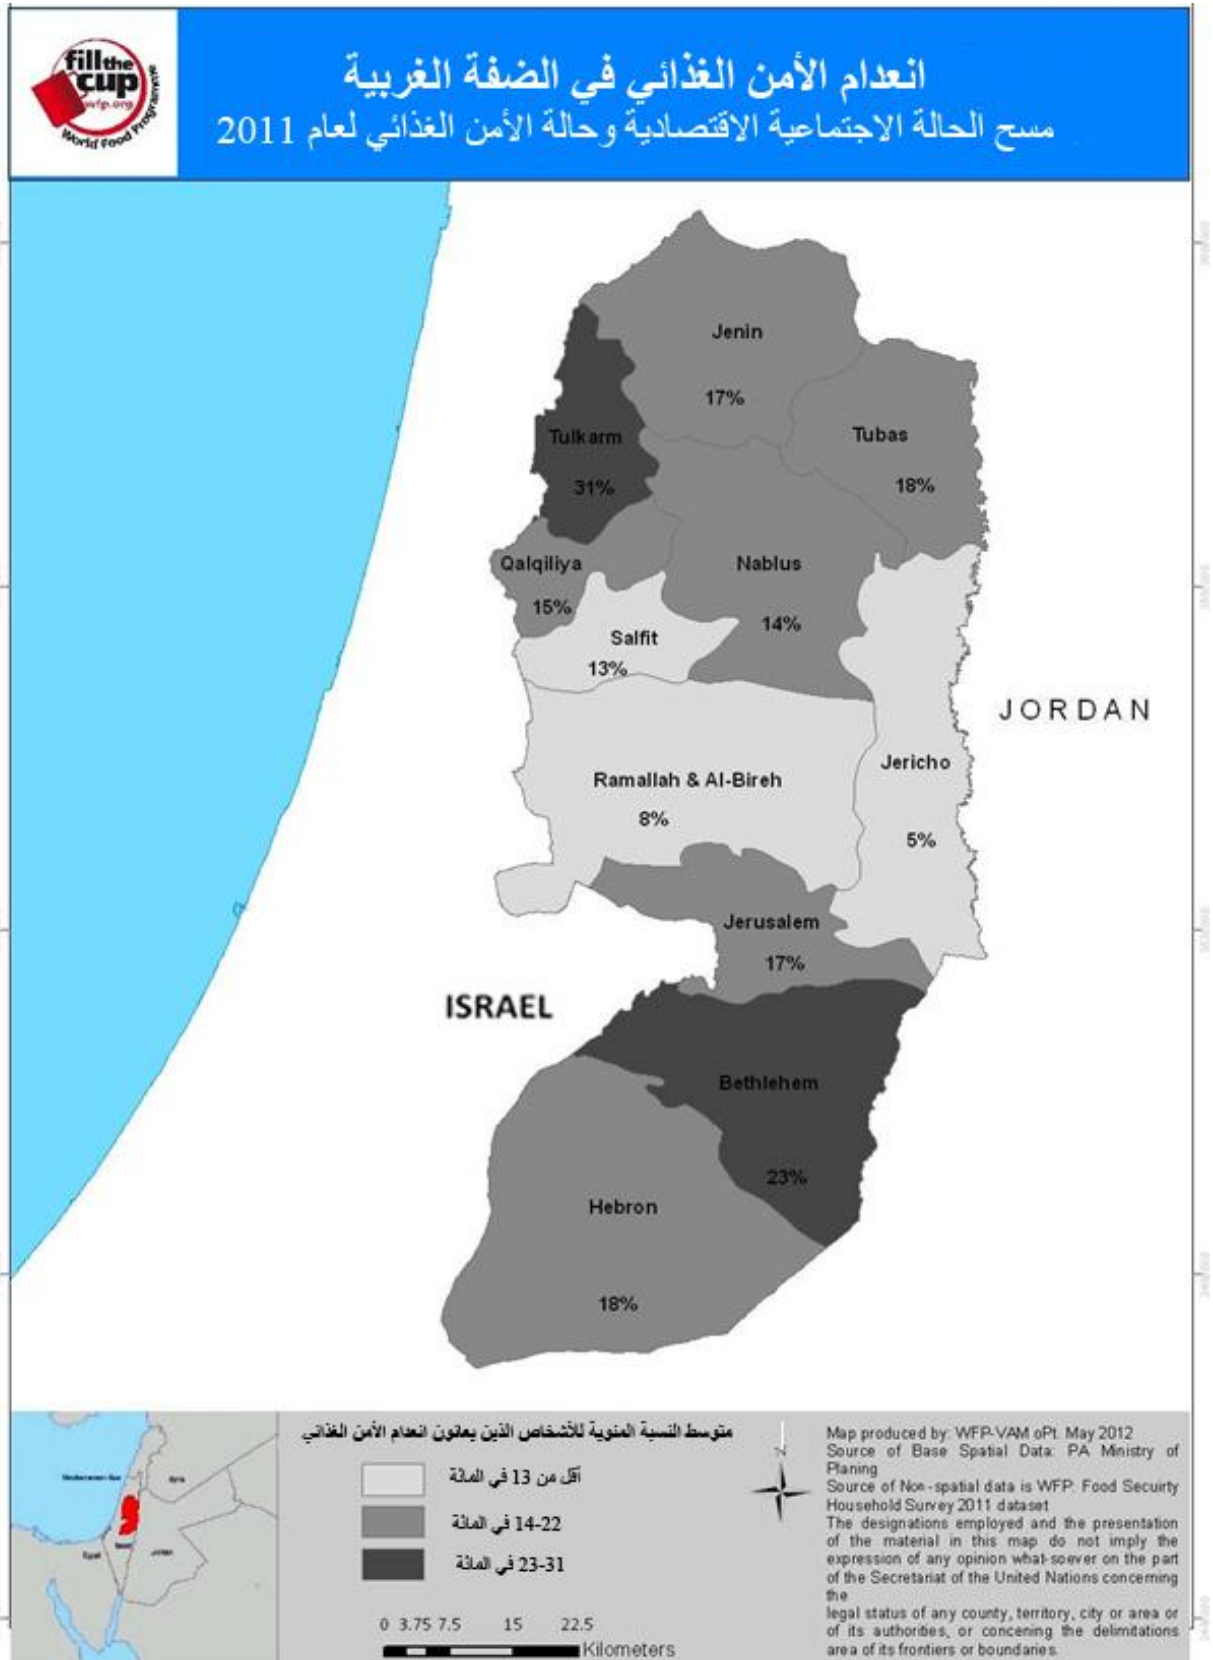 fill the
cup
wfp.org
World Food Programme
انعدام الأمن الغذائي في الضفة الغربية
مسح الحالة الاجتماعية الاقتصادية وحالة الأمن الغذائي لعام 2011
Jenin
17%
Tulkarm
31%
Tubas
18%
Qalqiliya
15%
Nablus
14%
Salfit
13%
JORDAN
Ramallah & Al-Bireh
8%
Jericho
5%
Jerusalem
17%
ISRAEL
Bethlehem
23%
Hebron
18%
Mediterranean Sea
Syria
Israel
Jordan
Egypt
متوسط النسبة المئوية للأشخاص الذين يعانون انعدام الأمن الغذائي
أقل من 13 في المائة
14-22 في المائة
23-31 في المائة
0 3.75 7.5 15 22.5
Kilometers
Map produced by: WFP-VAM oPt. May 2012
Source of Base Spatial Data: PA Ministry of
Planing
Source of Non-spatial data is WFP: Food Secuirty
Household Survey 2011 dataset
The designations employed and the presentation
of the material in this map do not imply the
expression of any opinion what-soever on the part
of the Secretariat of the United Nations concerning
the
legal status of any county, territory, city or area or
of its authorities, or concening the delimitations
area of its frontiers or boundaries.